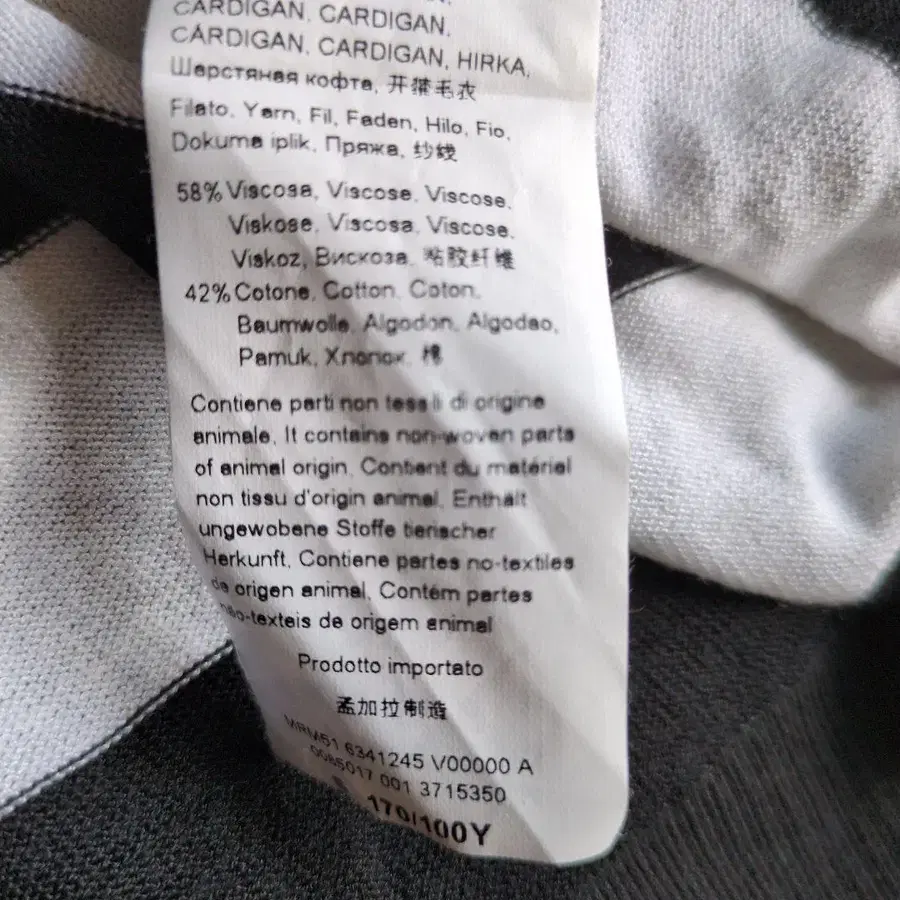 CARDIGAN, CARDIGAN,
CARDIGAN, CARDIGAN, HIRKA,
Шерстяная кофта, 开襟毛衣
Filato, Yarn, Fil, Faden, Hilo, Fio,
Dokuma iplik, Пряжа, 纱线
58% Viscosa, Viscose, Viscose,
Viskose, Viscosa, Viscose,
Viskoz, Вискоза, 粘胶纤维
42% Cotone, Cotton, Coton,
Baumwolle, Algodon, Algodao,
Pamuk, Хлопок, 棉
Contiene parti non tessili di origine
animale, It contains non-woven parts
of animal origin, Contient du matériel
non tissu d'origin animal, Enthält
ungewobene Stoffe tierischer
Herkunft, Contiene partes no-textiles
de origen animal, Contém partes
não-texteis de origem animal
Prodotto importato
孟加拉制造
MRM51 6341245 V00000 A
0085017 001 3715350
170/100Y